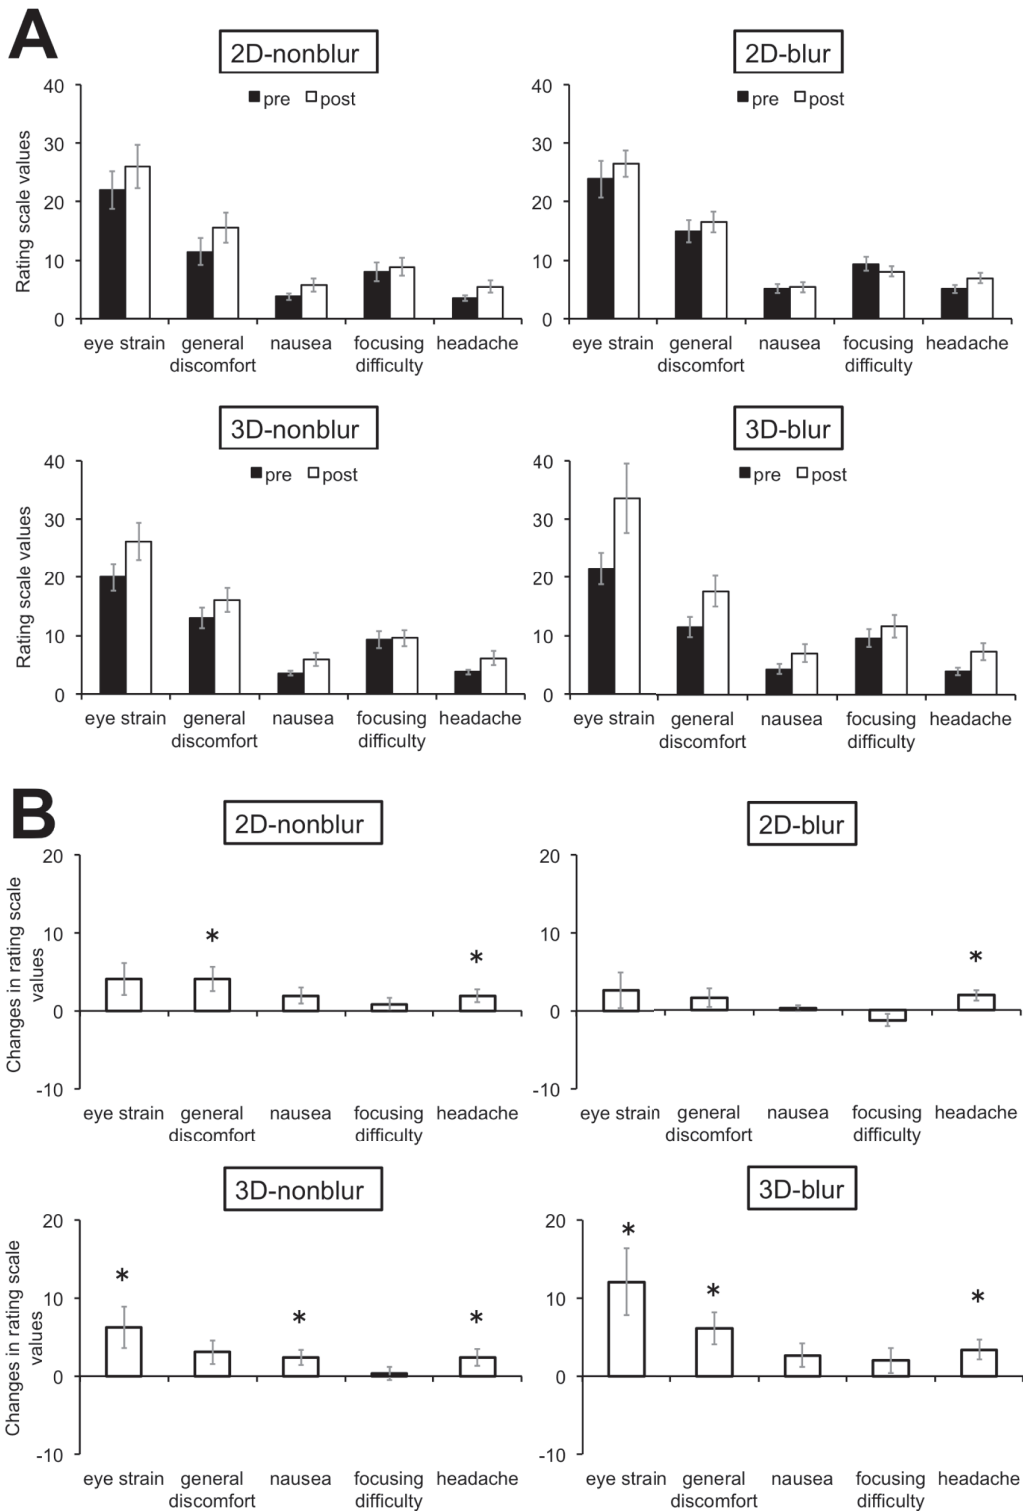 A
2D-nonblur
2D-blur
40
30
20
10
0
Rating scale values
pre post
eye strain general discomfort nausea focusing difficulty headache
40
30
20
10
0
pre post
eye strain general discomfort nausea focusing difficulty headache
3D-nonblur
3D-blur
40
30
20
10
0
Rating scale values
pre post
eye strain general discomfort nausea focusing difficulty headache
40
30
20
10
0
pre post
eye strain general discomfort nausea focusing difficulty headache
B
2D-nonblur
2D-blur
20
10
0
-10
Changes in rating scale
values
*
*
eye strain general discomfort nausea focusing difficulty headache
20
10
0
-10
*
eye strain general discomfort nausea focusing difficulty headache
3D-nonblur
3D-blur
20
10
0
-10
Changes in rating scale
values
*
*
*
eye strain general discomfort nausea focusing difficulty headache
20
10
0
-10
*
*
*
eye strain general discomfort nausea focusing difficulty headache